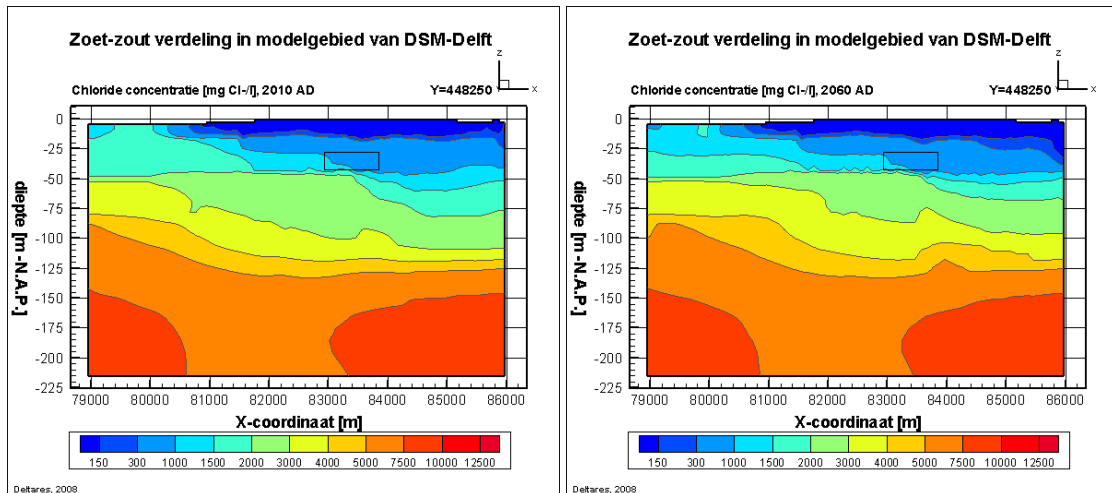 Zoet-zout verdeling in modelgebied van DSM-Delft
z
x
Chloride concentratie [mg Cl-/l], 2010 AD Y=448250
0
-25
-50
-75
-100
-125
-150
-175
-200
-225
diepte [m -N.A.P.]
79000 80000 81000 82000 83000 84000 85000 86000
X-coordinaat [m]
150 300 1000 1500 2000 3000 4000 5000 7500 10000 12500
Deltares, 2008
Zoet-zout verdeling in modelgebied van DSM-Delft
z
x
Chloride concentratie [mg Cl-/l], 2060 AD Y=448250
0
-25
-50
-75
-100
-125
-150
-175
-200
-225
diepte [m -N.A.P.]
79000 80000 81000 82000 83000 84000 85000 86000
X-coordinaat [m]
150 300 1000 1500 2000 3000 4000 5000 7500 10000 12500
Deltares, 2008